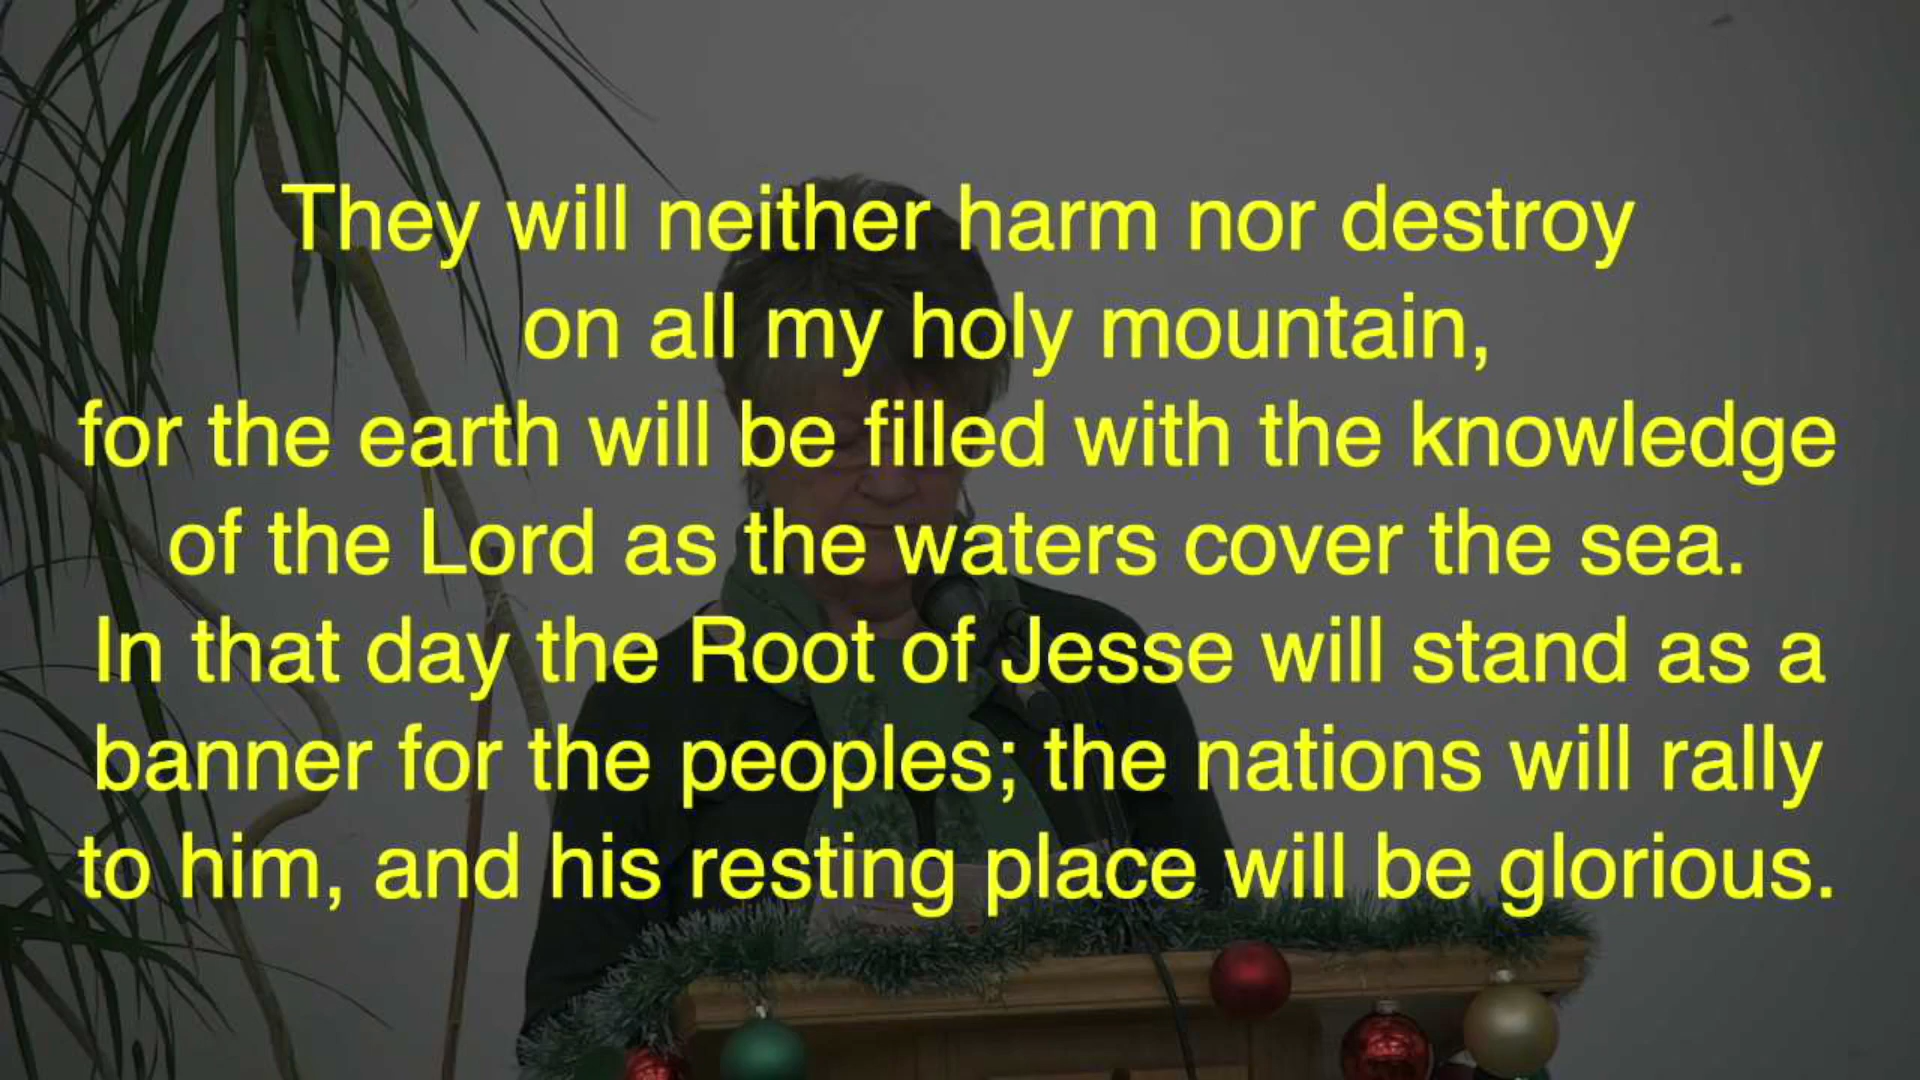 They will neither harm nor destroy
on all my holy mountain,
for the earth will be filled with the knowledge
of the Lord as the waters cover the sea.
In that day the Root of Jesse will stand as a
banner for the peoples; the nations will rally
to him, and his resting place will be glorious.